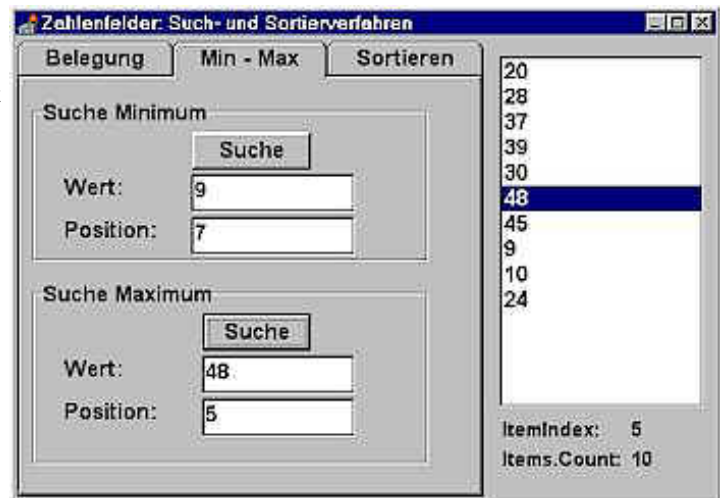 Zahlenfelder: Such- und Sortierverfahren
Belegung
Min - Max
Sortieren
Suche Minimum
Suche
Wert:
9
Position:
7
Suche Maximum
Suche
Wert:
48
Position:
5
20
28
37
39
30
48
45
9
10
24
ItemIndex: 5
Items.Count: 10